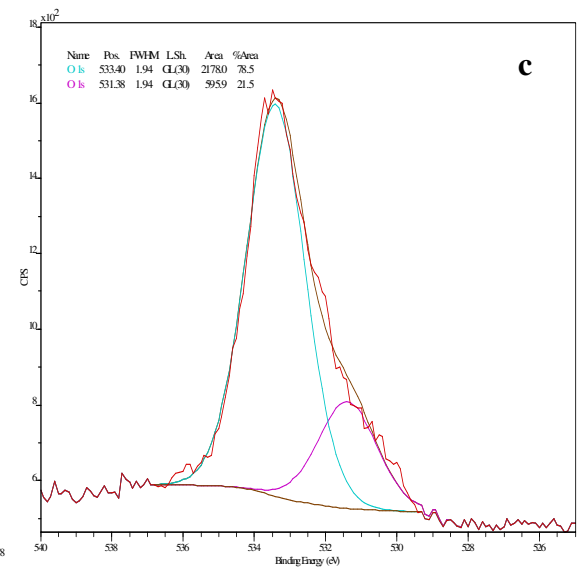 18 x10²
Name Pos. FWHM L.Sh. Area %Area
O 1s 533.40 1.94 GL(30) 2178.0 78.5
O 1s 531.38 1.94 GL(30) 595.9 21.5
c
16
14
12
CPS
10
8
6
540 538 536 534 532 530 528 526
8
Binding Energy (eV)